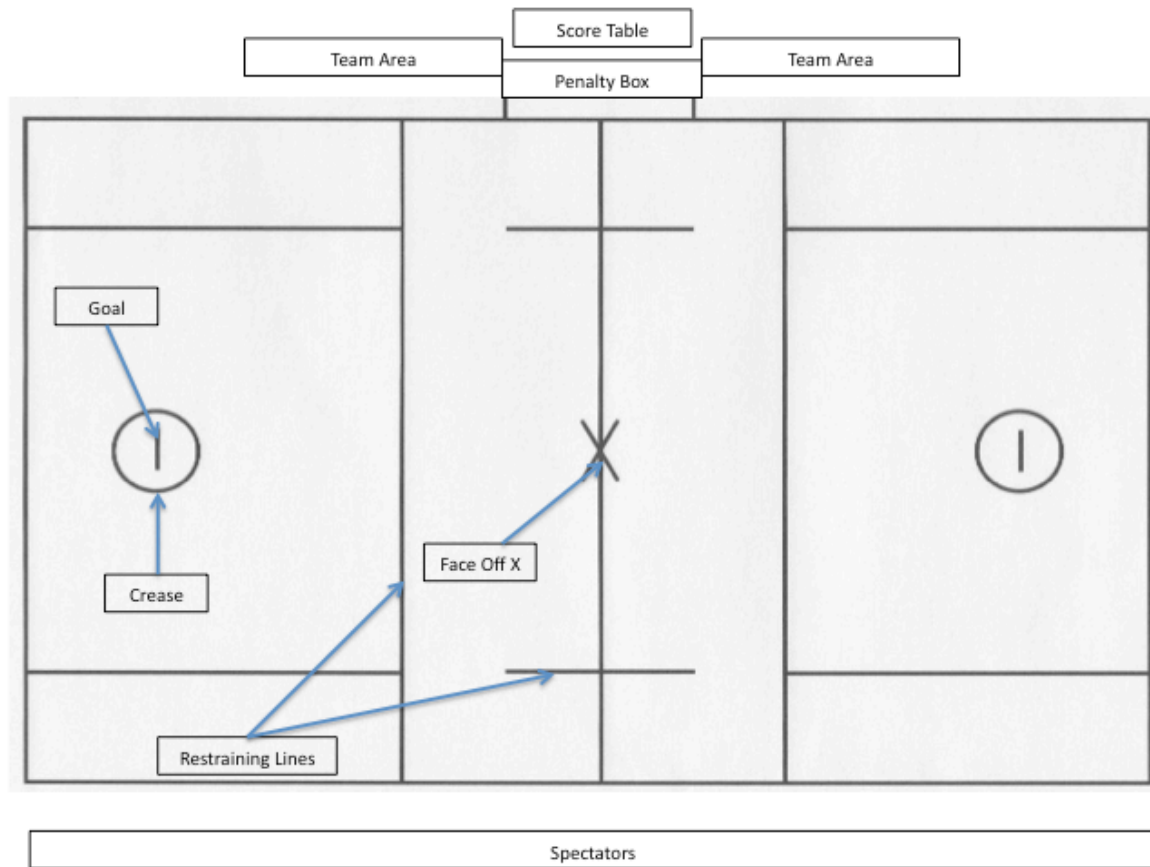 Score Table
Team Area
Team Area
Penalty Box
Goal
Face Off X
Crease
Restraining Lines
Spectators